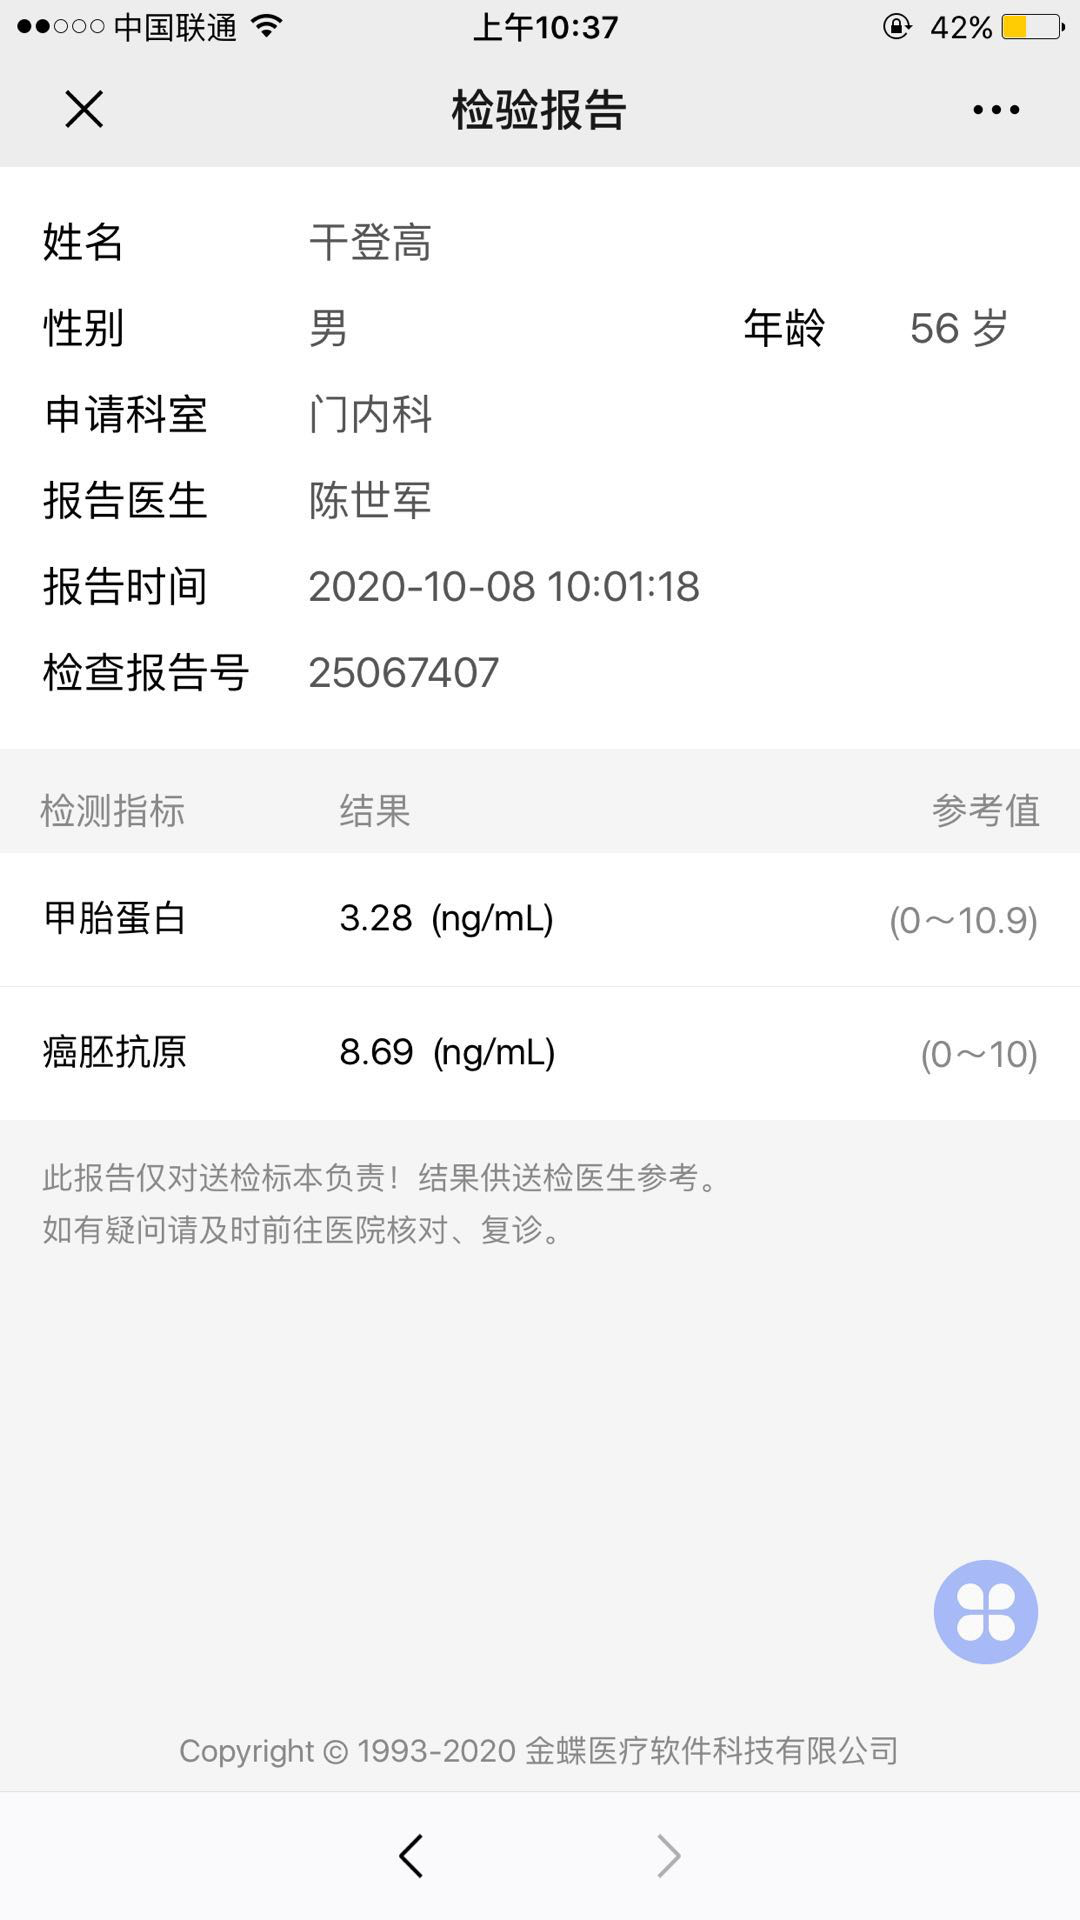 中国联通 上午10:37 42%
检验报告
姓名 干登高
性别 男 年龄 56 岁
申请科室 门内科
报告医生 陈世军
报告时间 2020-10-08 10:01:18
检查报告号 25067407
检测指标 结果 参考值
甲胎蛋白 3.28 (ng/mL) (0～10.9)
癌胚抗原 8.69 (ng/mL) (0～10)
此报告仅对送检标本负责！结果供送检医生参考。
如有疑问请及时前往医院核对、复诊。
Copyright © 1993-2020 金蝶医疗软件科技有限公司